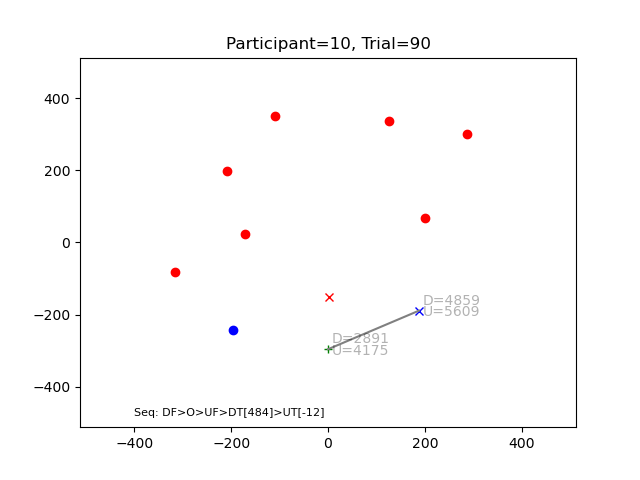 Participant=10, Trial=90
400
200
0
−200
−400
D=4859
U=5609
D=2891
U=4175
Seq: DF>O>UF>DT[484]>UT[-12]
−400
−200
0
200
400